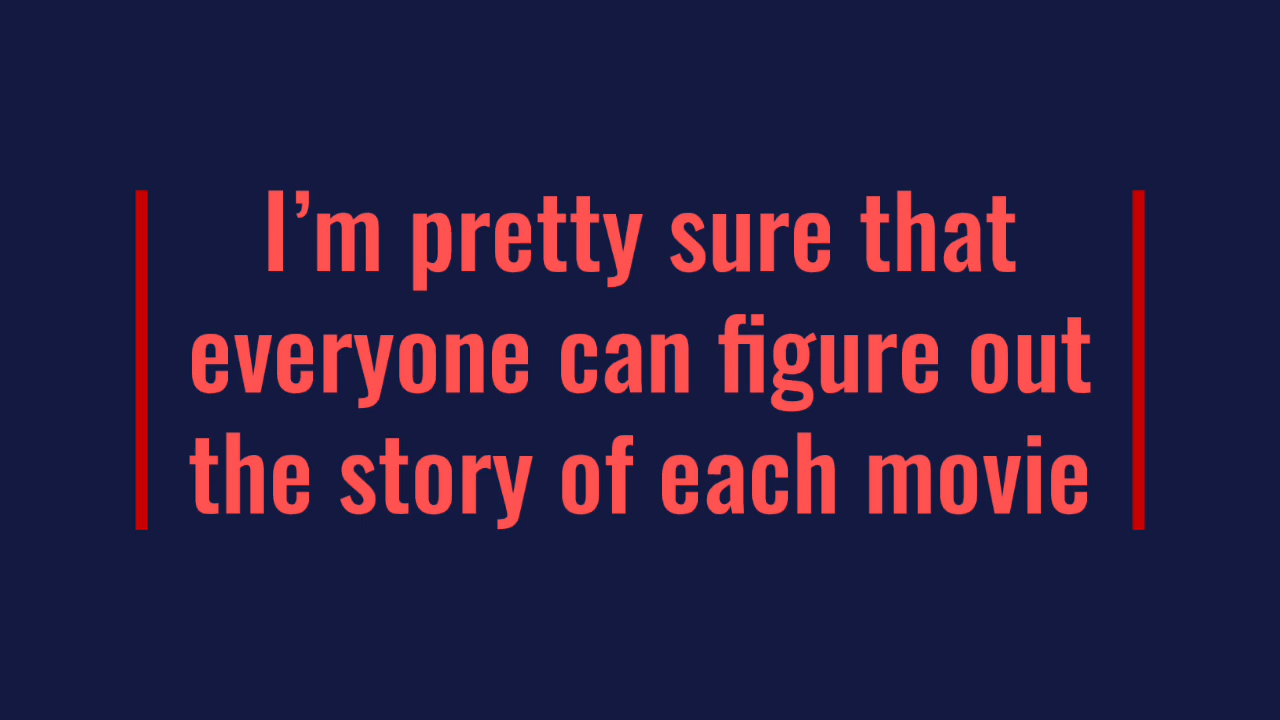 I’m pretty sure that
everyone can figure out
the story of each movie